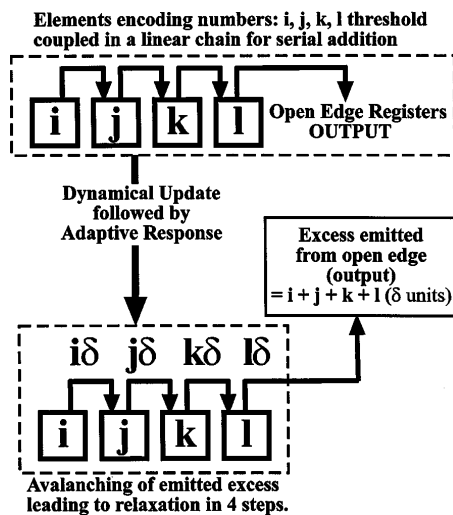 Elements encoding numbers: i, j, k, l threshold
coupled in a linear chain for serial addition
i j k l
Open Edge Registers
OUTPUT
Dynamical Update
followed by
Adaptive Response
Excess emitted
from open edge
(output)
= i + j + k + l (δ units)
iδ jδ kδ lδ
i j k l
Avalanching of emitted excess
leading to relaxation in 4 steps.